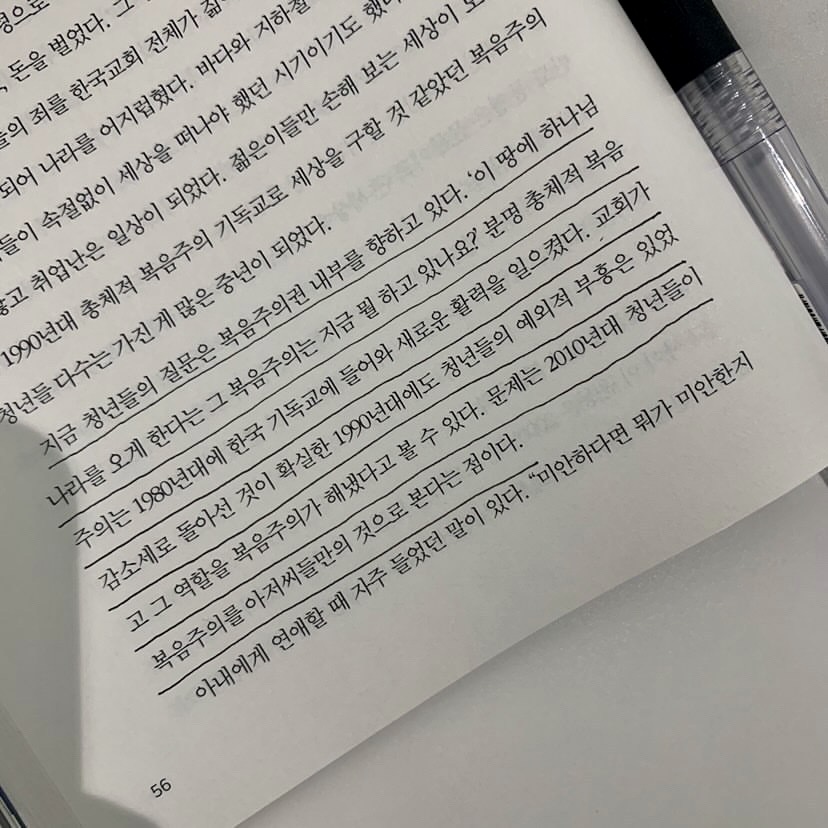 돈을 벌었다. 그
죄를 한국교회 전체가
되어 나라를 어지럽혔다. 바다와 지하철
속절없이 세상을 떠나야 했던 시기이기도 했다
취업난은 일상이 되었다. 젊은이들만 손해 보는 세상이
1990년대 총체적 복음주의 기독교로 세상을 구할 것 같았던 복음주의
청년들 다수는 가진 게 많은 중년이 되었다.
지금 청년들의 질문은 복음주의권 내부를 향하고 있다. ‘이 땅에 하나님
나라를 오게 한다는 그 복음주의는 지금 뭘 하고 있나요?’ 분명 총체적 복음
주의는 1980년대에 한국 기독교에 들어와 새로운 활력을 일으켰다. 교회가
감소세로 돌아선 것이 확실한 1990년대에도 청년들의 예외적 부흥은 있었
고 그 역할을 복음주의가 해냈다고 볼 수 있다. 문제는 2010년대 청년들이
복음주의를 아저씨들만의 것으로 본다는 점이다.
아내에게 연애할 때 자주 들었던 말이 있다. “미안하다면 뭐가 미안한지
56